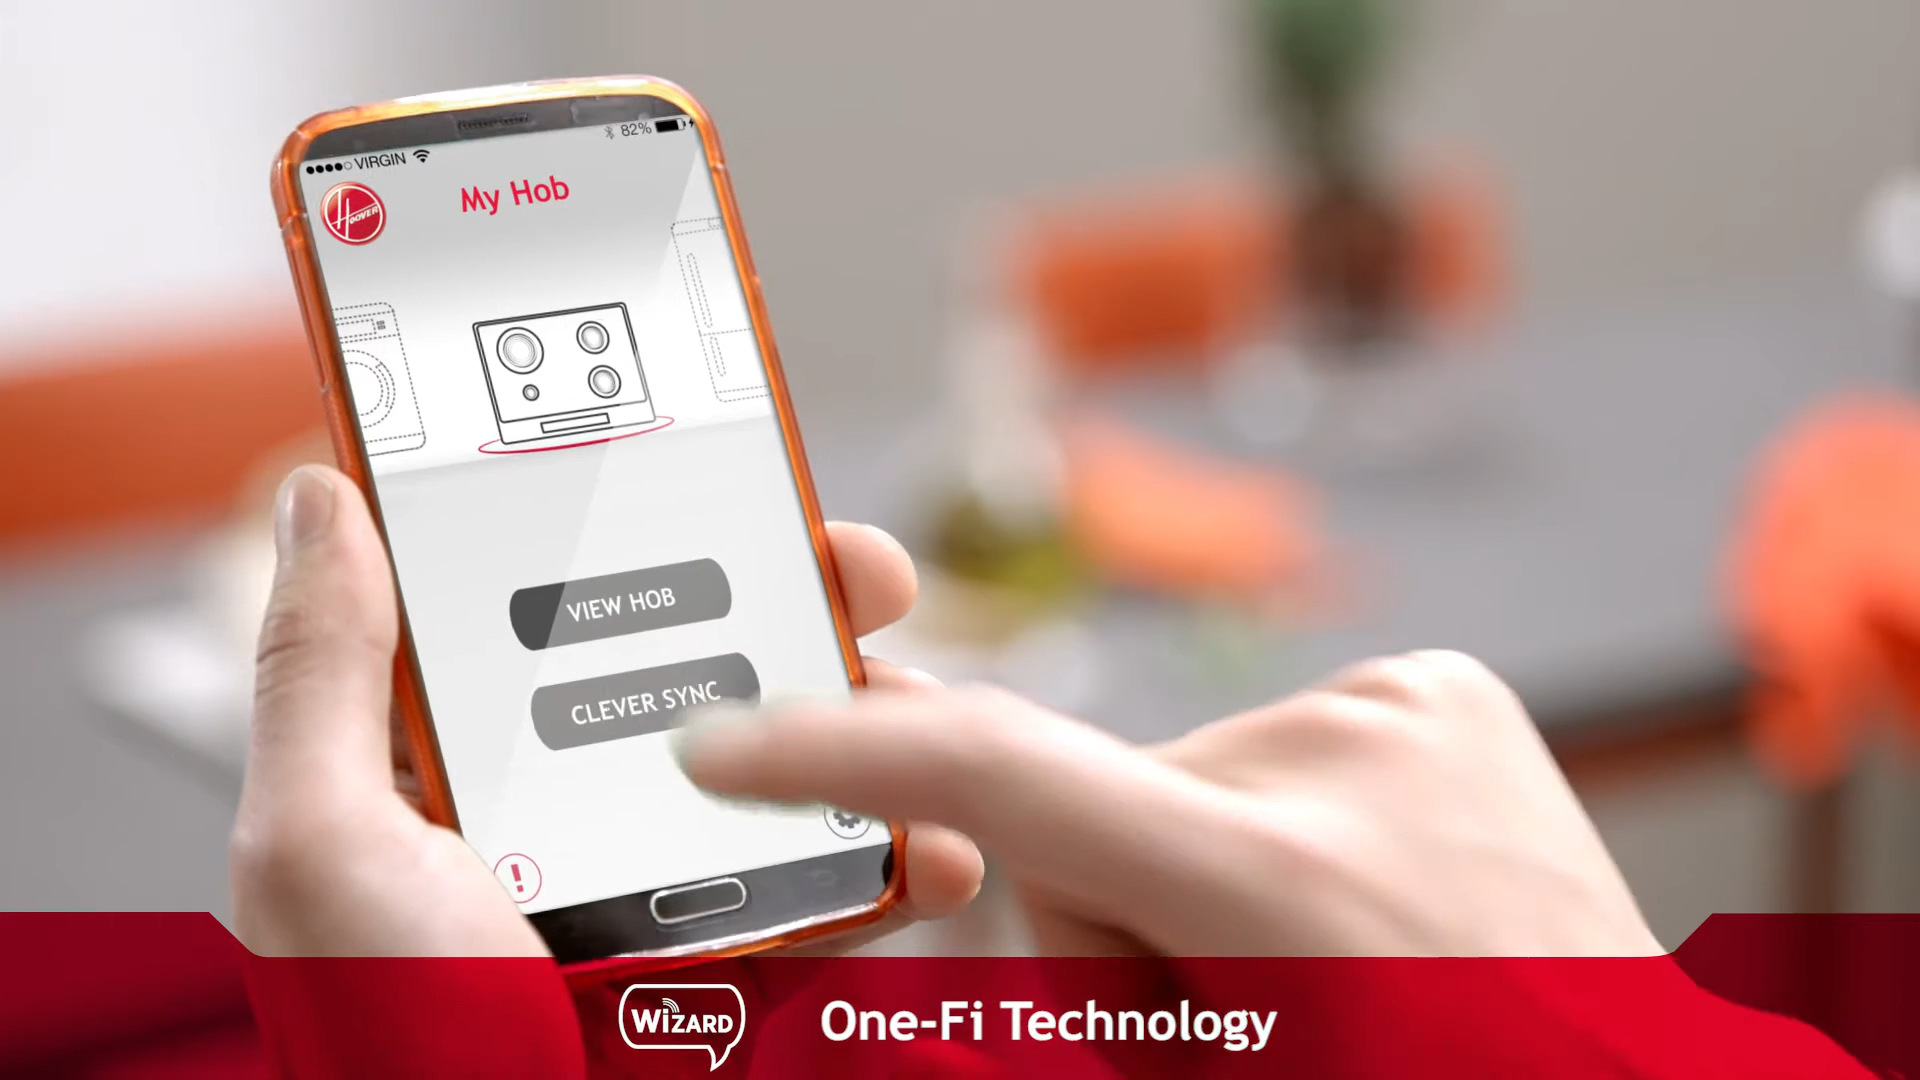 82%
VIRGIN
HOOVER
My Hob
VIEW HOB
CLEVER SYNC
!
WiZARD
One-Fi Technology